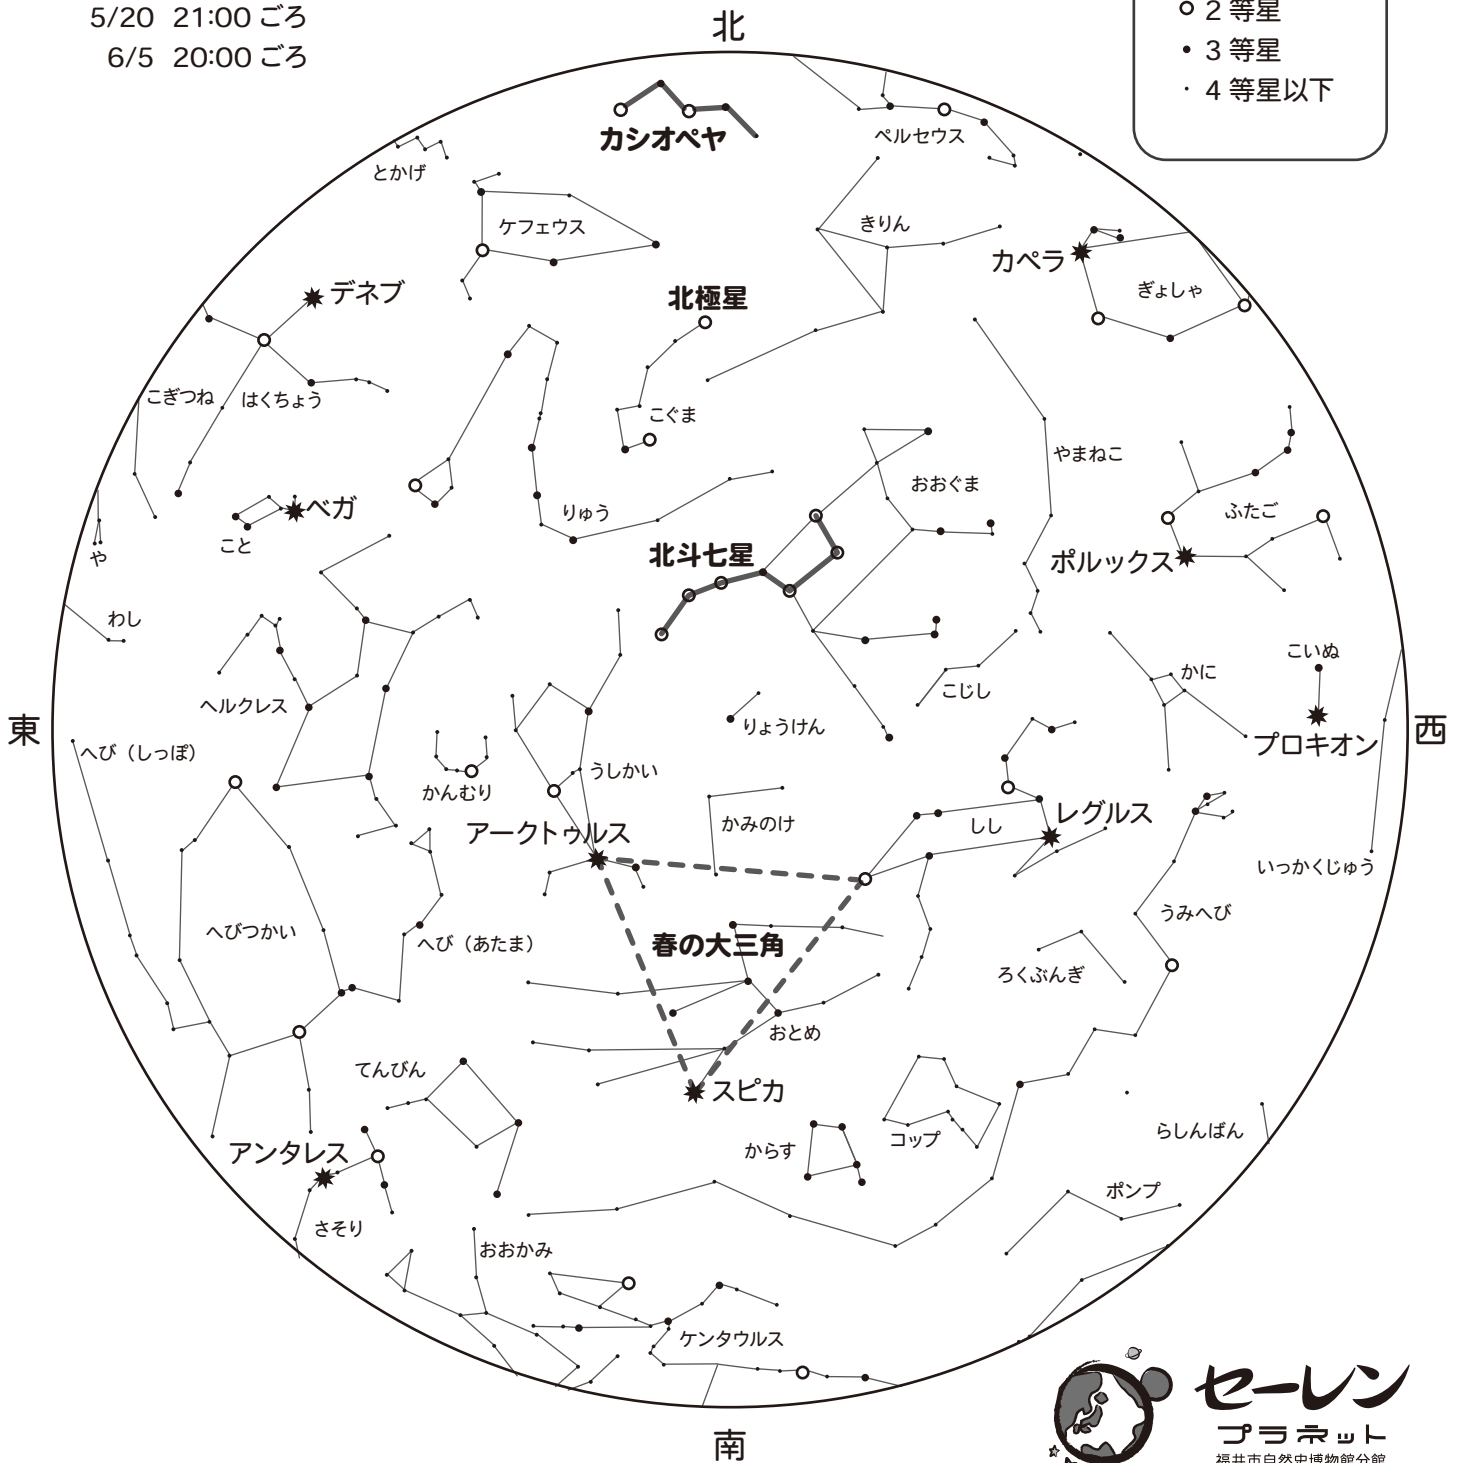 5/20 21:00 ごろ
6/5 20:00 ごろ
北
2 等星
3 等星
4 等星以下
カシオペヤ
ペルセウス
とかげ
ケフェウス
きりん
カペラ
ぎょしゃ
デネブ
北極星
こぎつね
はくちょう
こぐま
やまねこ
おおぐま
ふたご
ベガ
りゅう
こと
や
北斗七星
ポルックス
わし
こいぬ
かに
こじし
ヘルクレス
りょうけん
東
西
プロキオン
へび（しっぽ）
うしかい
かんむり
レグルス
かみのけ
しし
アークトゥルス
いっかくじゅう
うみへび
へびつかい
へび（あたま）
春の大三角
ろくぶんぎ
おとめ
てんびん
スピカ
コップ
らしんばん
からす
アンタレス
ポンプ
さそり
おおかみ
ケンタウルス
南
セーレン
プラネット
福井市自然史博物館分館